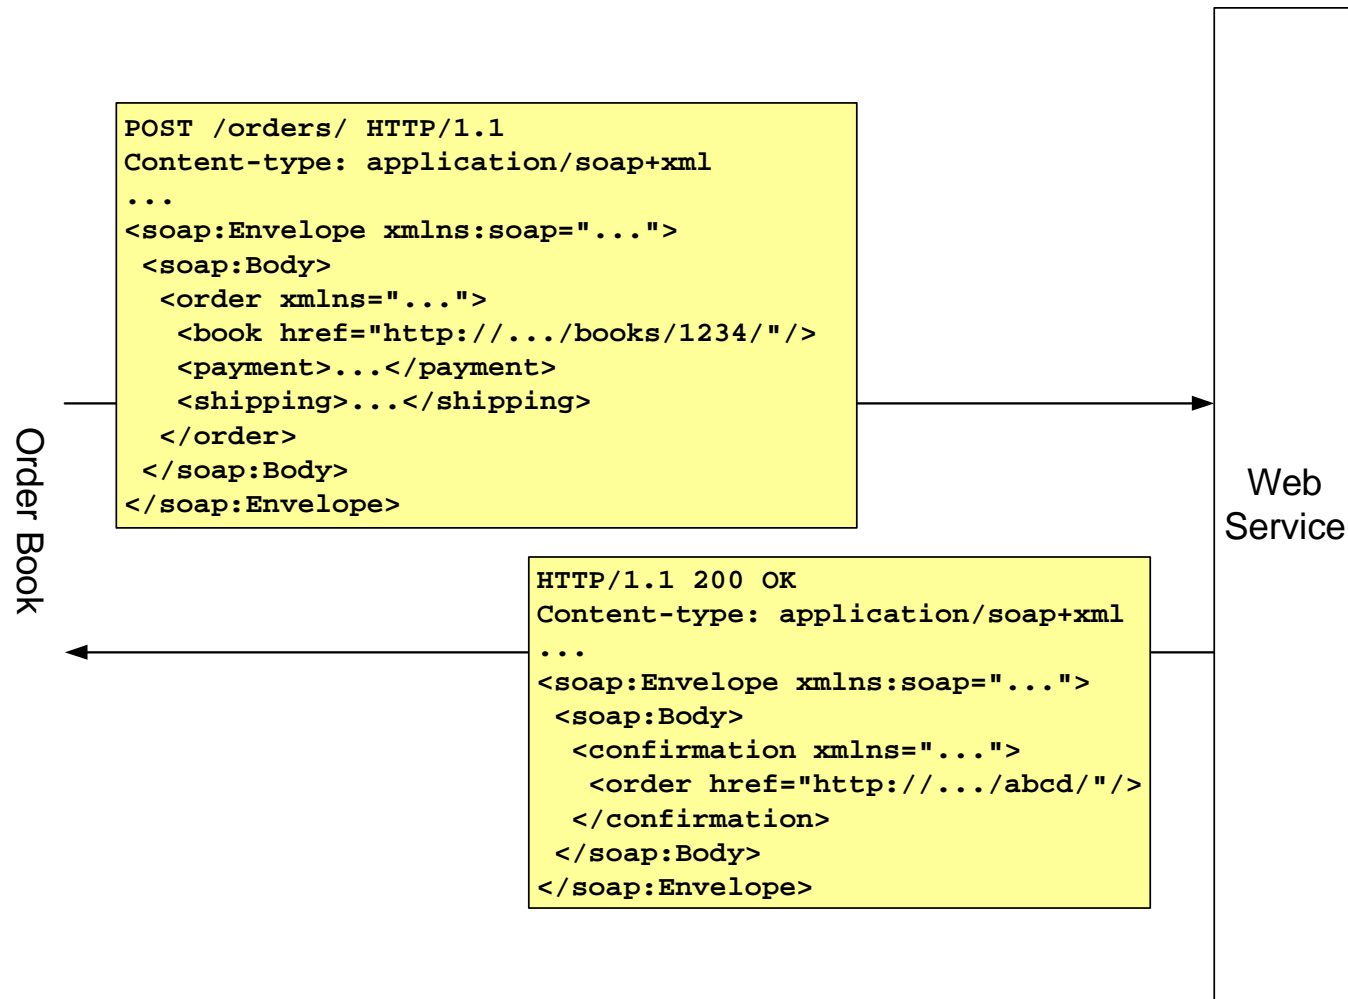 POST /orders/ HTTP/1.1
Content-type: application/soap+xml
...
<soap:Envelope xmlns:soap="...">
 <soap:Body>
  <order xmlns="...">
   <book href="http://.../books/1234/"/>
   <payment>...</payment>
   <shipping>...</shipping>
  </order>
 </soap:Body>
</soap:Envelope>
Order Book
Web
Service
HTTP/1.1 200 OK
Content-type: application/soap+xml
...
<soap:Envelope xmlns:soap="...">
 <soap:Body>
  <confirmation xmlns="...">
   <order href="http://.../abcd/"/>
  </confirmation>
 </soap:Body>
</soap:Envelope>